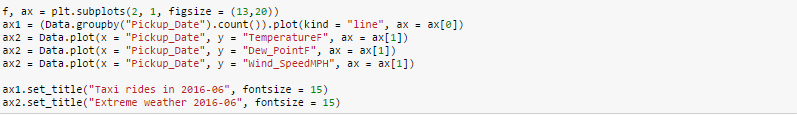 f, ax = plt.subplots(2, 1, figsize = (13,20))
ax1 = (Data.groupby("Pickup_Date").count()).plot(kind = "line", ax = ax[0])
ax2 = Data.plot(x = "Pickup_Date", y = "TemperatureF", ax = ax[1])
ax2 = Data.plot(x = "Pickup_Date", y = "Dew_PointF", ax = ax[1])
ax2 = Data.plot(x = "Pickup_Date", y = "Wind_SpeedMPH", ax = ax[1])
ax1.set_title("Taxi rides in 2016-06", fontsize = 15)
ax2.set_title("Extreme weather 2016-06", fontsize = 15)